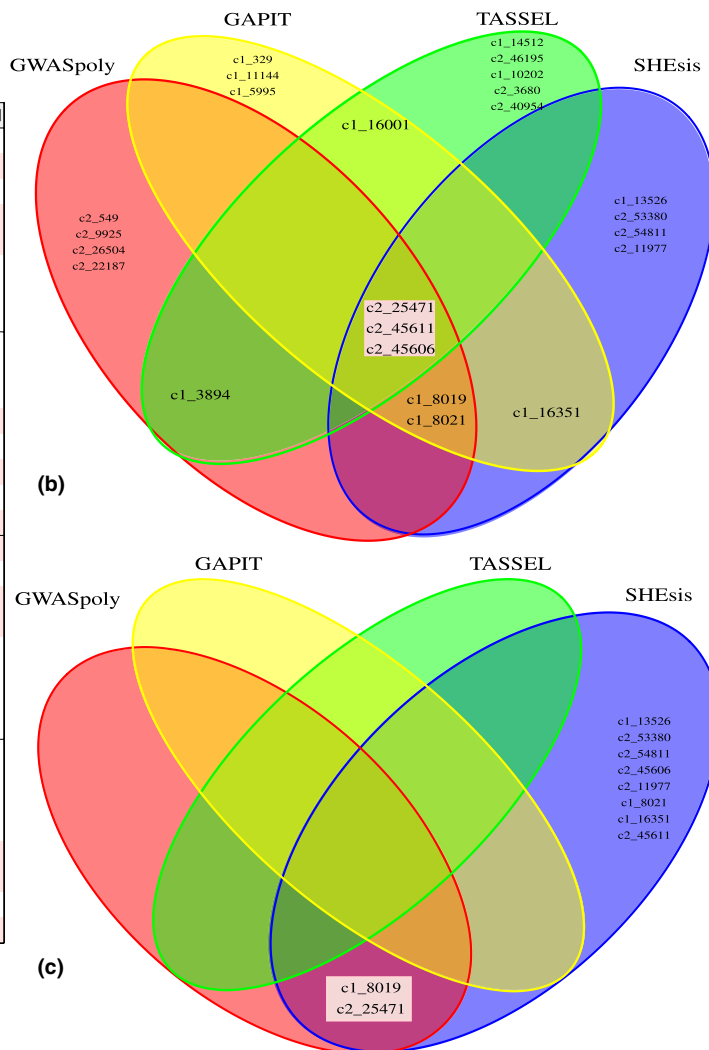 GAPIT
TASSEL
GWASpoly
SHEsis
c1_329
c1_11144
c1_5995
c1_14512
c2_46195
c1_10202
c2_3680
c2_40954
c1_16001
c2_549
c2_9925
c2_26504
c2_22187
c1_13526
c2_53380
c2_54811
c2_11977
c2_25471
c2_45611
c2_45606
c1_3894
c1_8019
c1_8021
c1_16351
(b)
GAPIT
TASSEL
GWASpoly
SHEsis
c1_13526
c2_53380
c2_54811
c2_45606
c2_11977
c1_8021
c1_16351
c2_45611
(c)
c1_8019
c2_25471